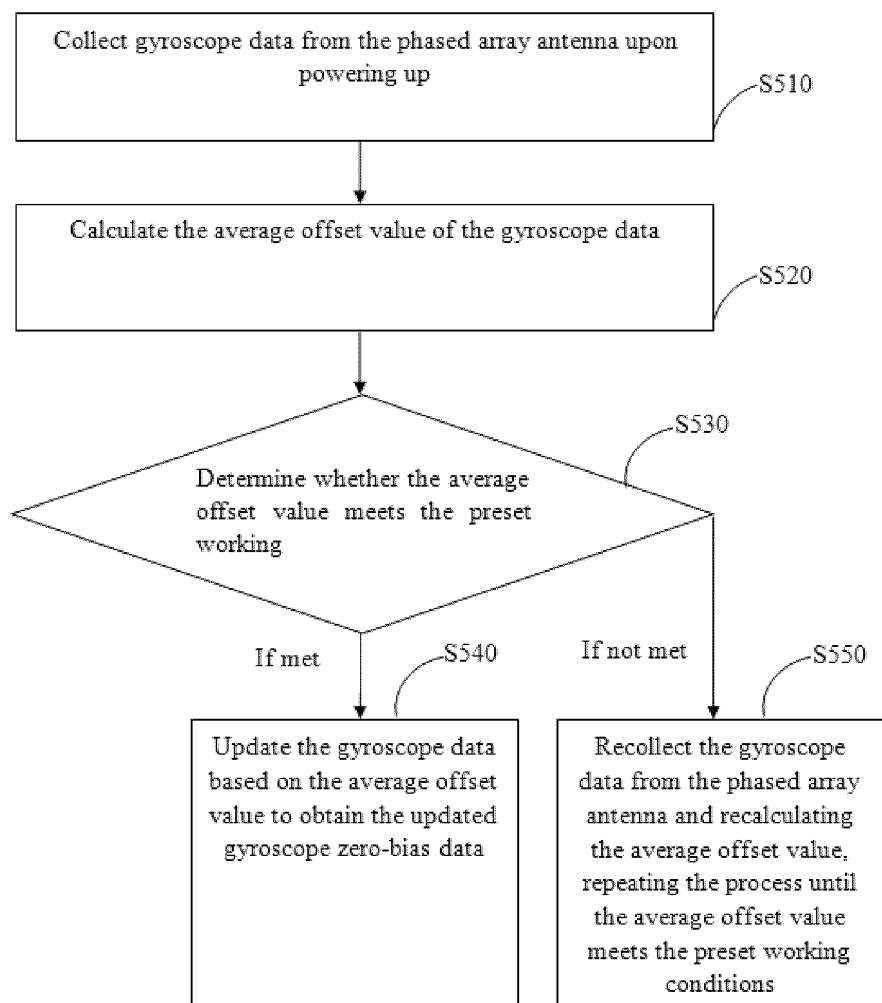 Collect gyroscope data from the phased array antenna upon
powering up
S510
Calculate the average offset value of the gyroscope data
S520
S530
Determine whether the average
offset value meets the preset
working
If met
S540
If not met
S550
Update the gyroscope data
based on the average offset
value to obtain the updated
gyroscope zero-bias data
Recollect the gyroscope
data from the phased array
antenna and recalculating
the average offset value,
repeating the process until
the average offset value
meets the preset working
conditions